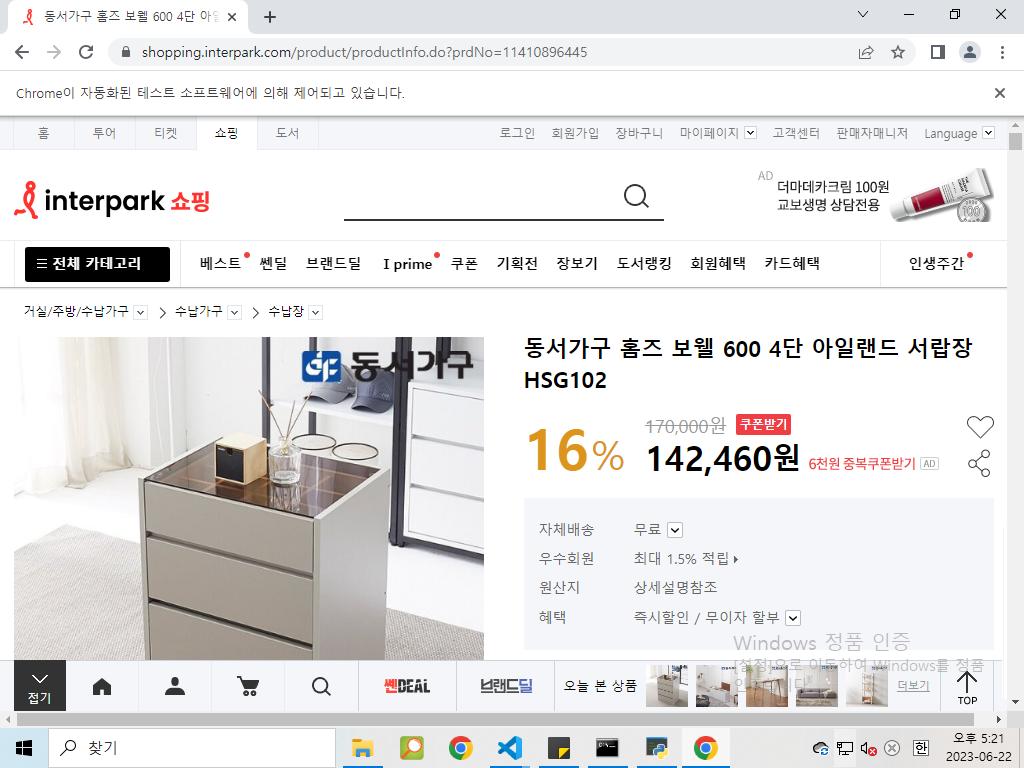 동서가구 홈즈 보웰 600 4단 아일
shopping.interpark.com/product/productInfo.do?prdNo=11410896445
Chrome이 자동화된 테스트 소프트웨어에 의해 제어되고 있습니다.
홈 투어 티켓 쇼핑 도서 로그인 회원가입 장바구니 마이페이지 고객센터 판매자매니저 Language
interpark 쇼핑
AD 더마데카크림 100원
교보생명 상담전용
100
전체 카테고리 베스트 쎈딜 브랜드딜 I prime 쿠폰 기획전 장보기 도서랭킹 회원혜택 카드혜택 인생주간
거실/주방/수납가구 수납가구 수납장
동서가구
동서가구 홈즈 보웰 600 4단 아일랜드 서랍장
HSG102
16%
170,000원 쿠폰받기
142,460원 6천원 중복쿠폰받기 AD
자체배송 무료
우수회원 최대 1.5% 적립
원산지 상세설명참조
혜택 즉시할인 / 무이자 할부
Windows 정품 인증
[설정]으로 이동하여 Windows를 정품
접기
쎈DEAL 브랜드딜 오늘 본 상품 더보기 TOP
찾기
한
오후 5:21
2023-06-22